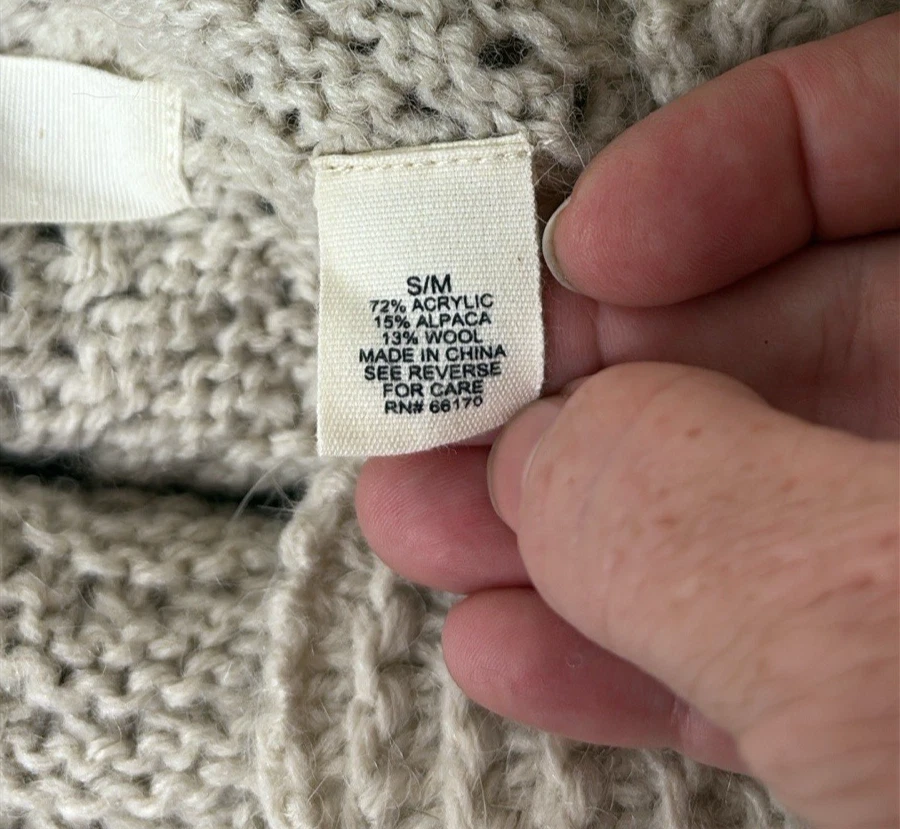 S/M
72% ACRYLIC
15% ALPACA
13% WOOL
MADE IN CHINA
SEE REVERSE
FOR CARE
RN# 66170